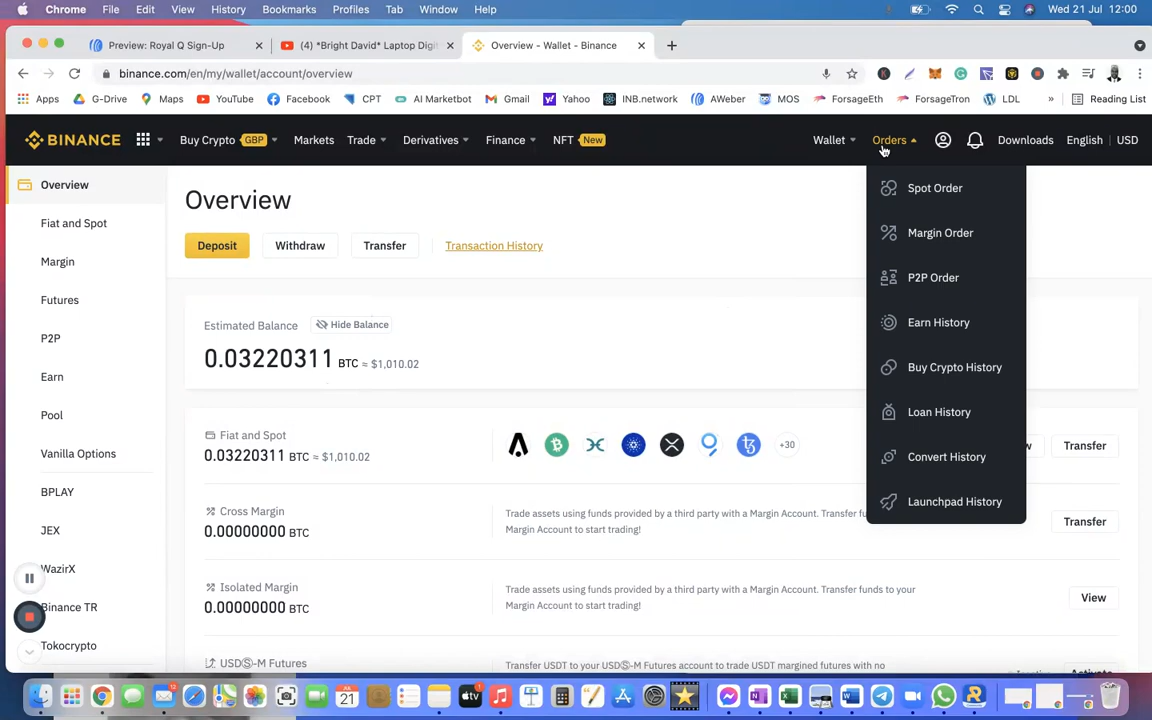 Chrome File Edit View History Bookmarks Profiles Tab Window Help Wed 21 Jul 12:00
Preview: Royal Q Sign-Up (4) *Bright David* Laptop Digi Overview - Wallet - Binance
binance.com/en/my/wallet/account/overview
Apps G-Drive Maps YouTube Facebook CPT AI Marketbot Gmail Yahoo INB.network AWeber MOS ForsageEth ForsageTron LDL » Reading List
BINANCE Buy Crypto GBP Markets Trade Derivatives Finance NFT New Wallet Orders Downloads English | USD
Overview
Fiat and Spot
Margin
Futures
P2P
Earn
Pool
Vanilla Options
BPLAY
JEX
WazirX
Binance TR
Tokocrypto
Overview
Deposit Withdraw Transfer Transaction History
Estimated Balance Hide Balance
0.03220311 BTC ≈ $1,010.02
Fiat and Spot
0.03220311 BTC ≈ $1,010.02
+30
Transfer
Cross Margin
0.00000000 BTC
Trade assets using funds provided by a third party with a Margin Account. Transfer fu
Margin Account to start trading!
Transfer
Isolated Margin
0.00000000 BTC
Trade assets using funds provided by a third party with a Margin Account. Transfer funds to your
Margin Account to start trading!
View
USDⓈ-M Futures
Transfer USDT to your USDⓈ-M Futures account to trade USDT margined futures with no
Spot Order
Margin Order
P2P Order
Earn History
Buy Crypto History
Loan History
Convert History
Launchpad History